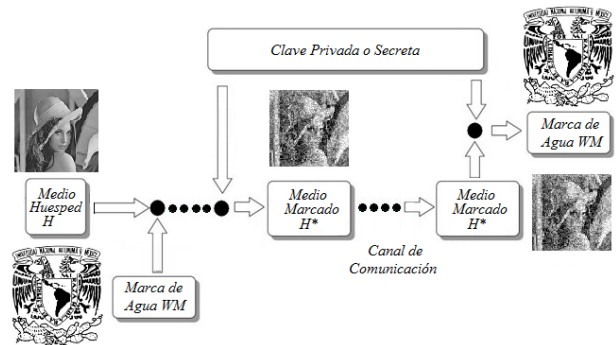 Clave Privada o Secreta
Marca de
Agua WM
Medio
Huesped
H
Medio
Marcado
H*
Medio
Marcado
H*
Canal de
Comunicación
Marca de
Agua WM